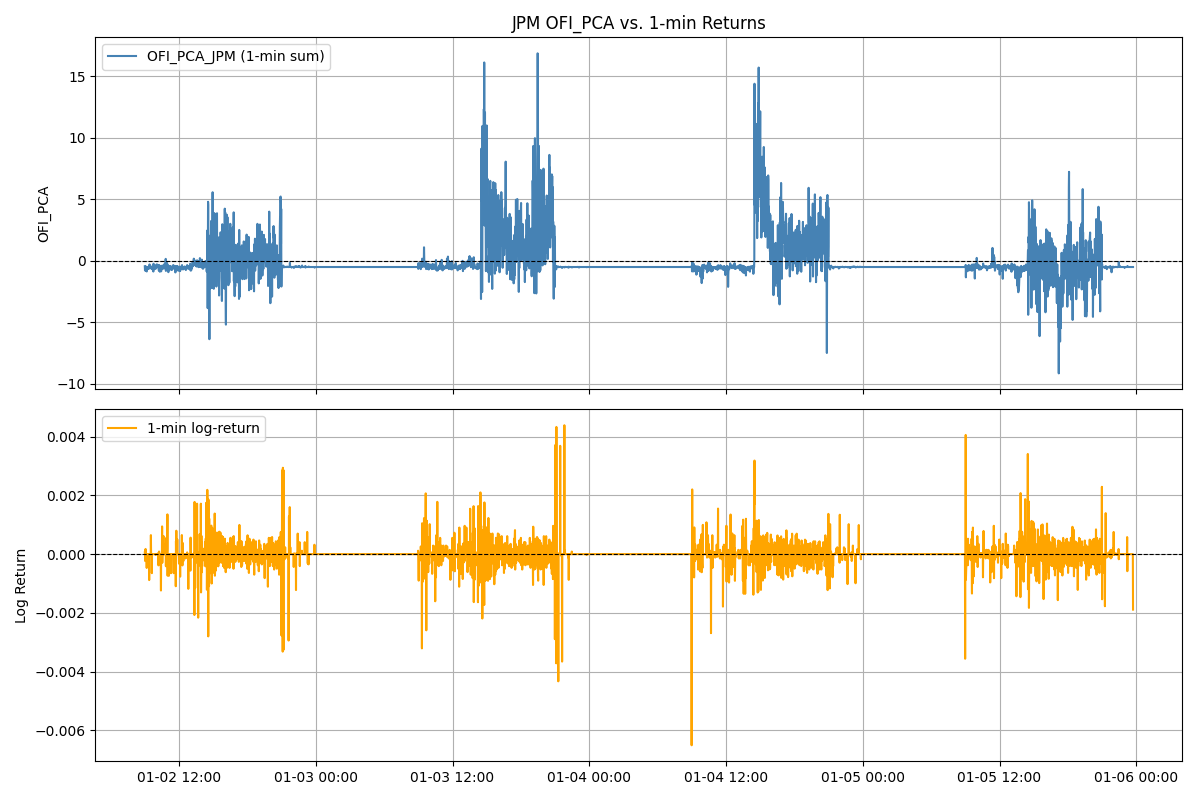 JPM OFI_PCA vs. 1-min Returns
OFI_PCA_JPM (1-min sum)
OFI_PCA
15
10
5
0
−5
−10
1-min log-return
Log Return
0.004
0.002
0.000
−0.002
−0.004
−0.006
01-02 12:00 01-03 00:00 01-03 12:00 01-04 00:00 01-04 12:00 01-05 00:00 01-05 12:00 01-06 00:00